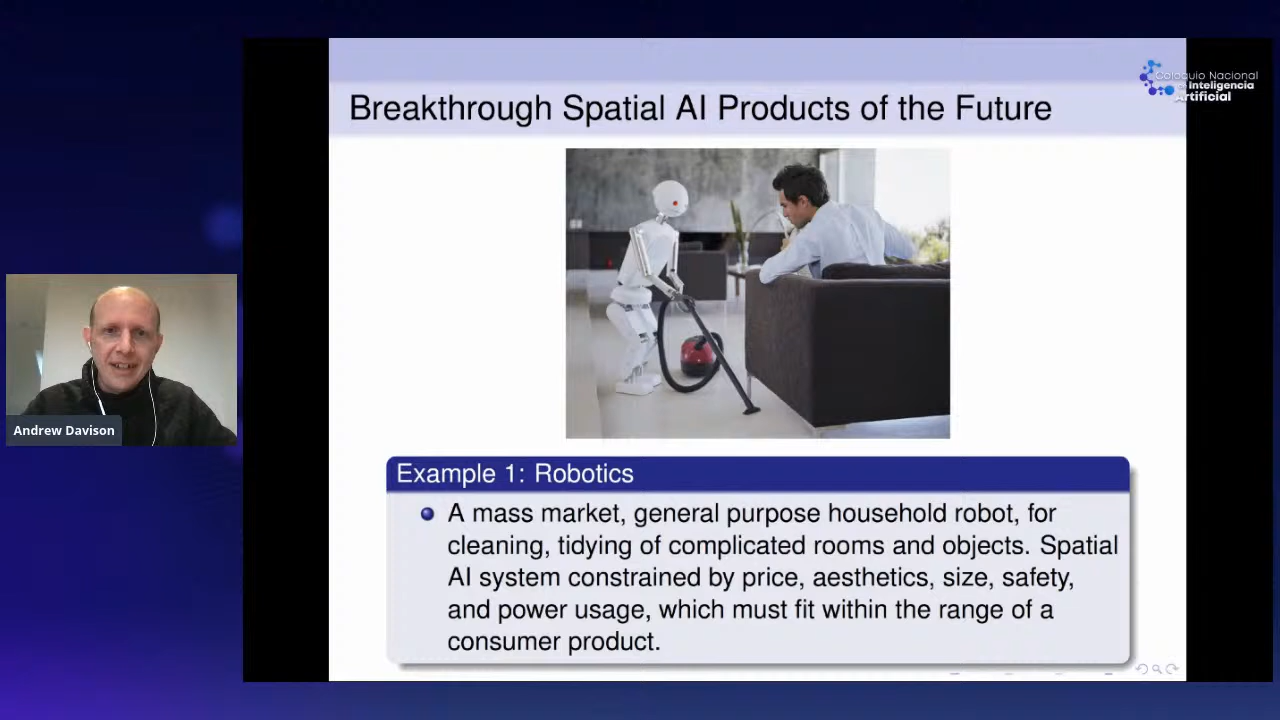 Breakthrough Spatial AI Products of the Future
Coloquio Nacional
de Inteligencia
Artificial
Andrew Davison
Example 1: Robotics
A mass market, general purpose household robot, for
cleaning, tidying of complicated rooms and objects. Spatial
AI system constrained by price, aesthetics, size, safety,
and power usage, which must fit within the range of a
consumer product.